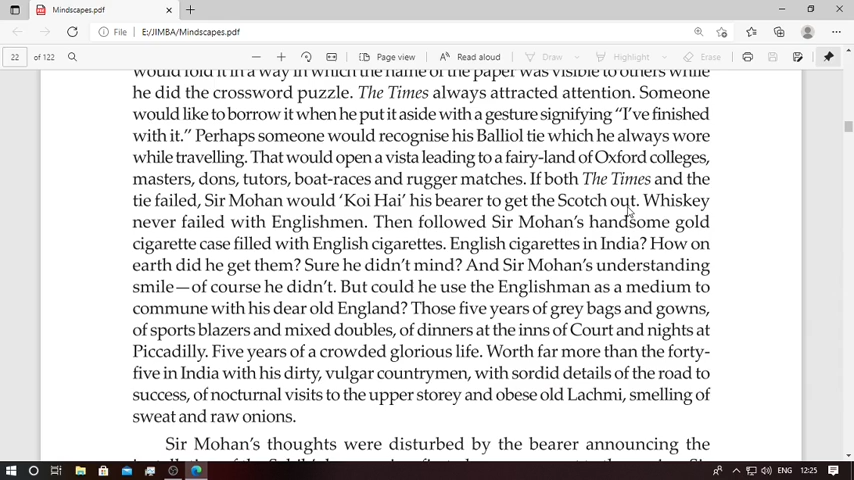 Mindscapes.pdf
File
E:/JIMBA/Mindscapes.pdf
22 of 122
Page view
Read aloud
Draw
Highlight
Erase
would fold it in a way in which the name of the paper was visible to others while
he did the crossword puzzle. The Times always attracted attention. Someone
would like to borrow it when he put it aside with a gesture signifying “I’ve finished
with it.” Perhaps someone would recognise his Balliol tie which he always wore
while travelling. That would open a vista leading to a fairy-land of Oxford colleges,
masters, dons, tutors, boat-races and rugger matches. If both The Times and the
tie failed, Sir Mohan would ‘Koi Hai’ his bearer to get the Scotch out. Whiskey
never failed with Englishmen. Then followed Sir Mohan’s handsome gold
cigarette case filled with English cigarettes. English cigarettes in India? How on
earth did he get them? Sure he didn’t mind? And Sir Mohan’s understanding
smile—of course he didn’t. But could he use the Englishman as a medium to
commune with his dear old England? Those five years of grey bags and gowns,
of sports blazers and mixed doubles, of dinners at the inns of Court and nights at
Piccadilly. Five years of a crowded glorious life. Worth far more than the forty-
five in India with his dirty, vulgar countrymen, with sordid details of the road to
success, of nocturnal visits to the upper storey and obese old Lachmi, smelling of
sweat and raw onions.
Sir Mohan’s thoughts were disturbed by the bearer announcing the
ENG 12:25